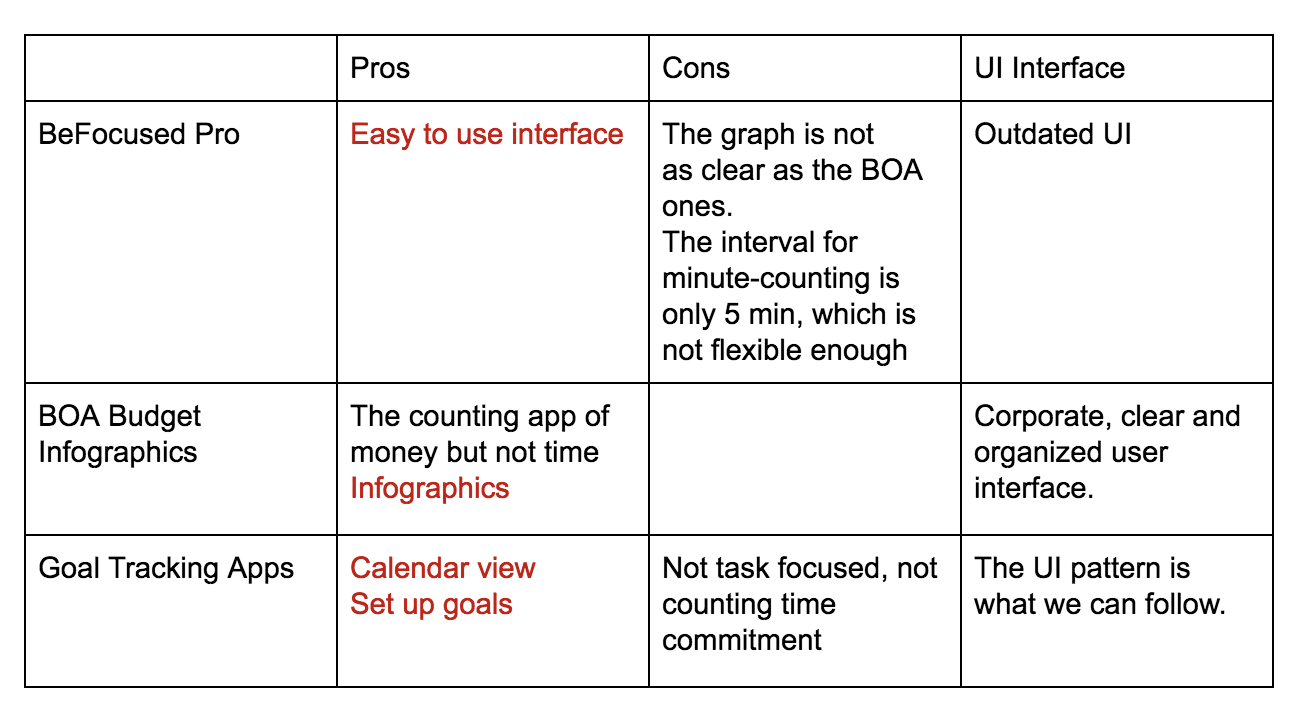 Pros
Cons
UI Interface
BeFocused Pro
Easy to use interface
The graph is not
as clear as the BOA
ones.
The interval for
minute-counting is
only 5 min, which is
not flexible enough
Outdated UI
BOA Budget
Infographics
The counting app of
money but not time
Infographics
Corporate, clear and
organized user
interface.
Goal Tracking Apps
Calendar view
Set up goals
Not task focused, not
counting time
commitment
The UI pattern is
what we can follow.